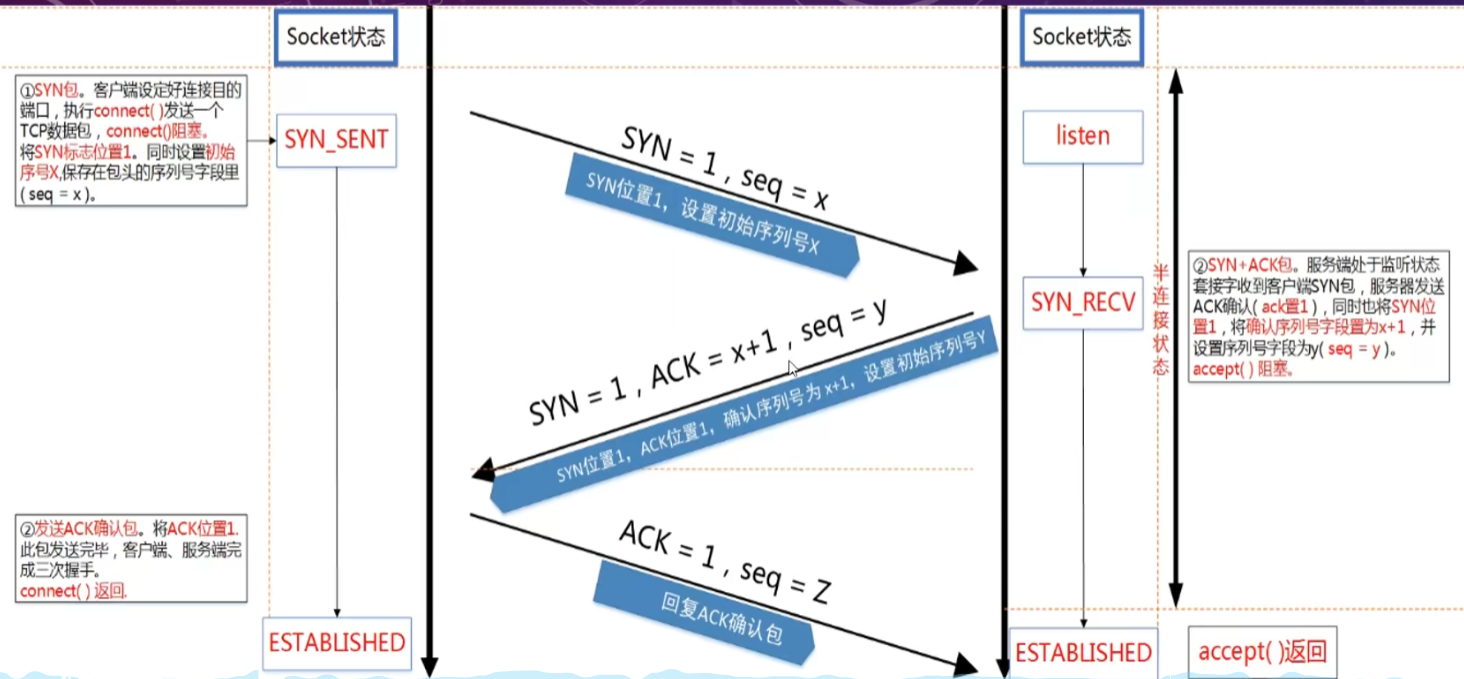 Socket状态
Socket状态
①SYN包。客户端设定好连接目的
端口,执行connect( )发送一个
TCP数据包,connect()阻塞。
将SYN标志位置1。同时设置初始
序号X,保存在包头的序列号字段里
( seq = x )。
SYN_SENT
SYN = 1 , seq = x
SYN位置1，设置初始序列号X
listen
SYN_RECV
半连接状态
②SYN+ACK包。服务端处于监听状态
套接字收到客户端SYN包,服务器发送
ACK确认( ack置1 ),同时也将SYN位
置1,将确认序列号字段置为x+1,并
设置序列号字段为y( seq = y )。
accept( ) 阻塞。
SYN = 1 , ACK = x+1 , seq = y
SYN位置1，ACK位置1，确认序列号为 x+1，设置初始序列号Y
②发送ACK确认包。将ACK位置1.
此包发送完毕,客户端、服务端完
成三次握手。
connect( ) 返回.
ACK = 1 , seq = Z
回复ACK确认包
ESTABLISHED
ESTABLISHED
accept( )返回